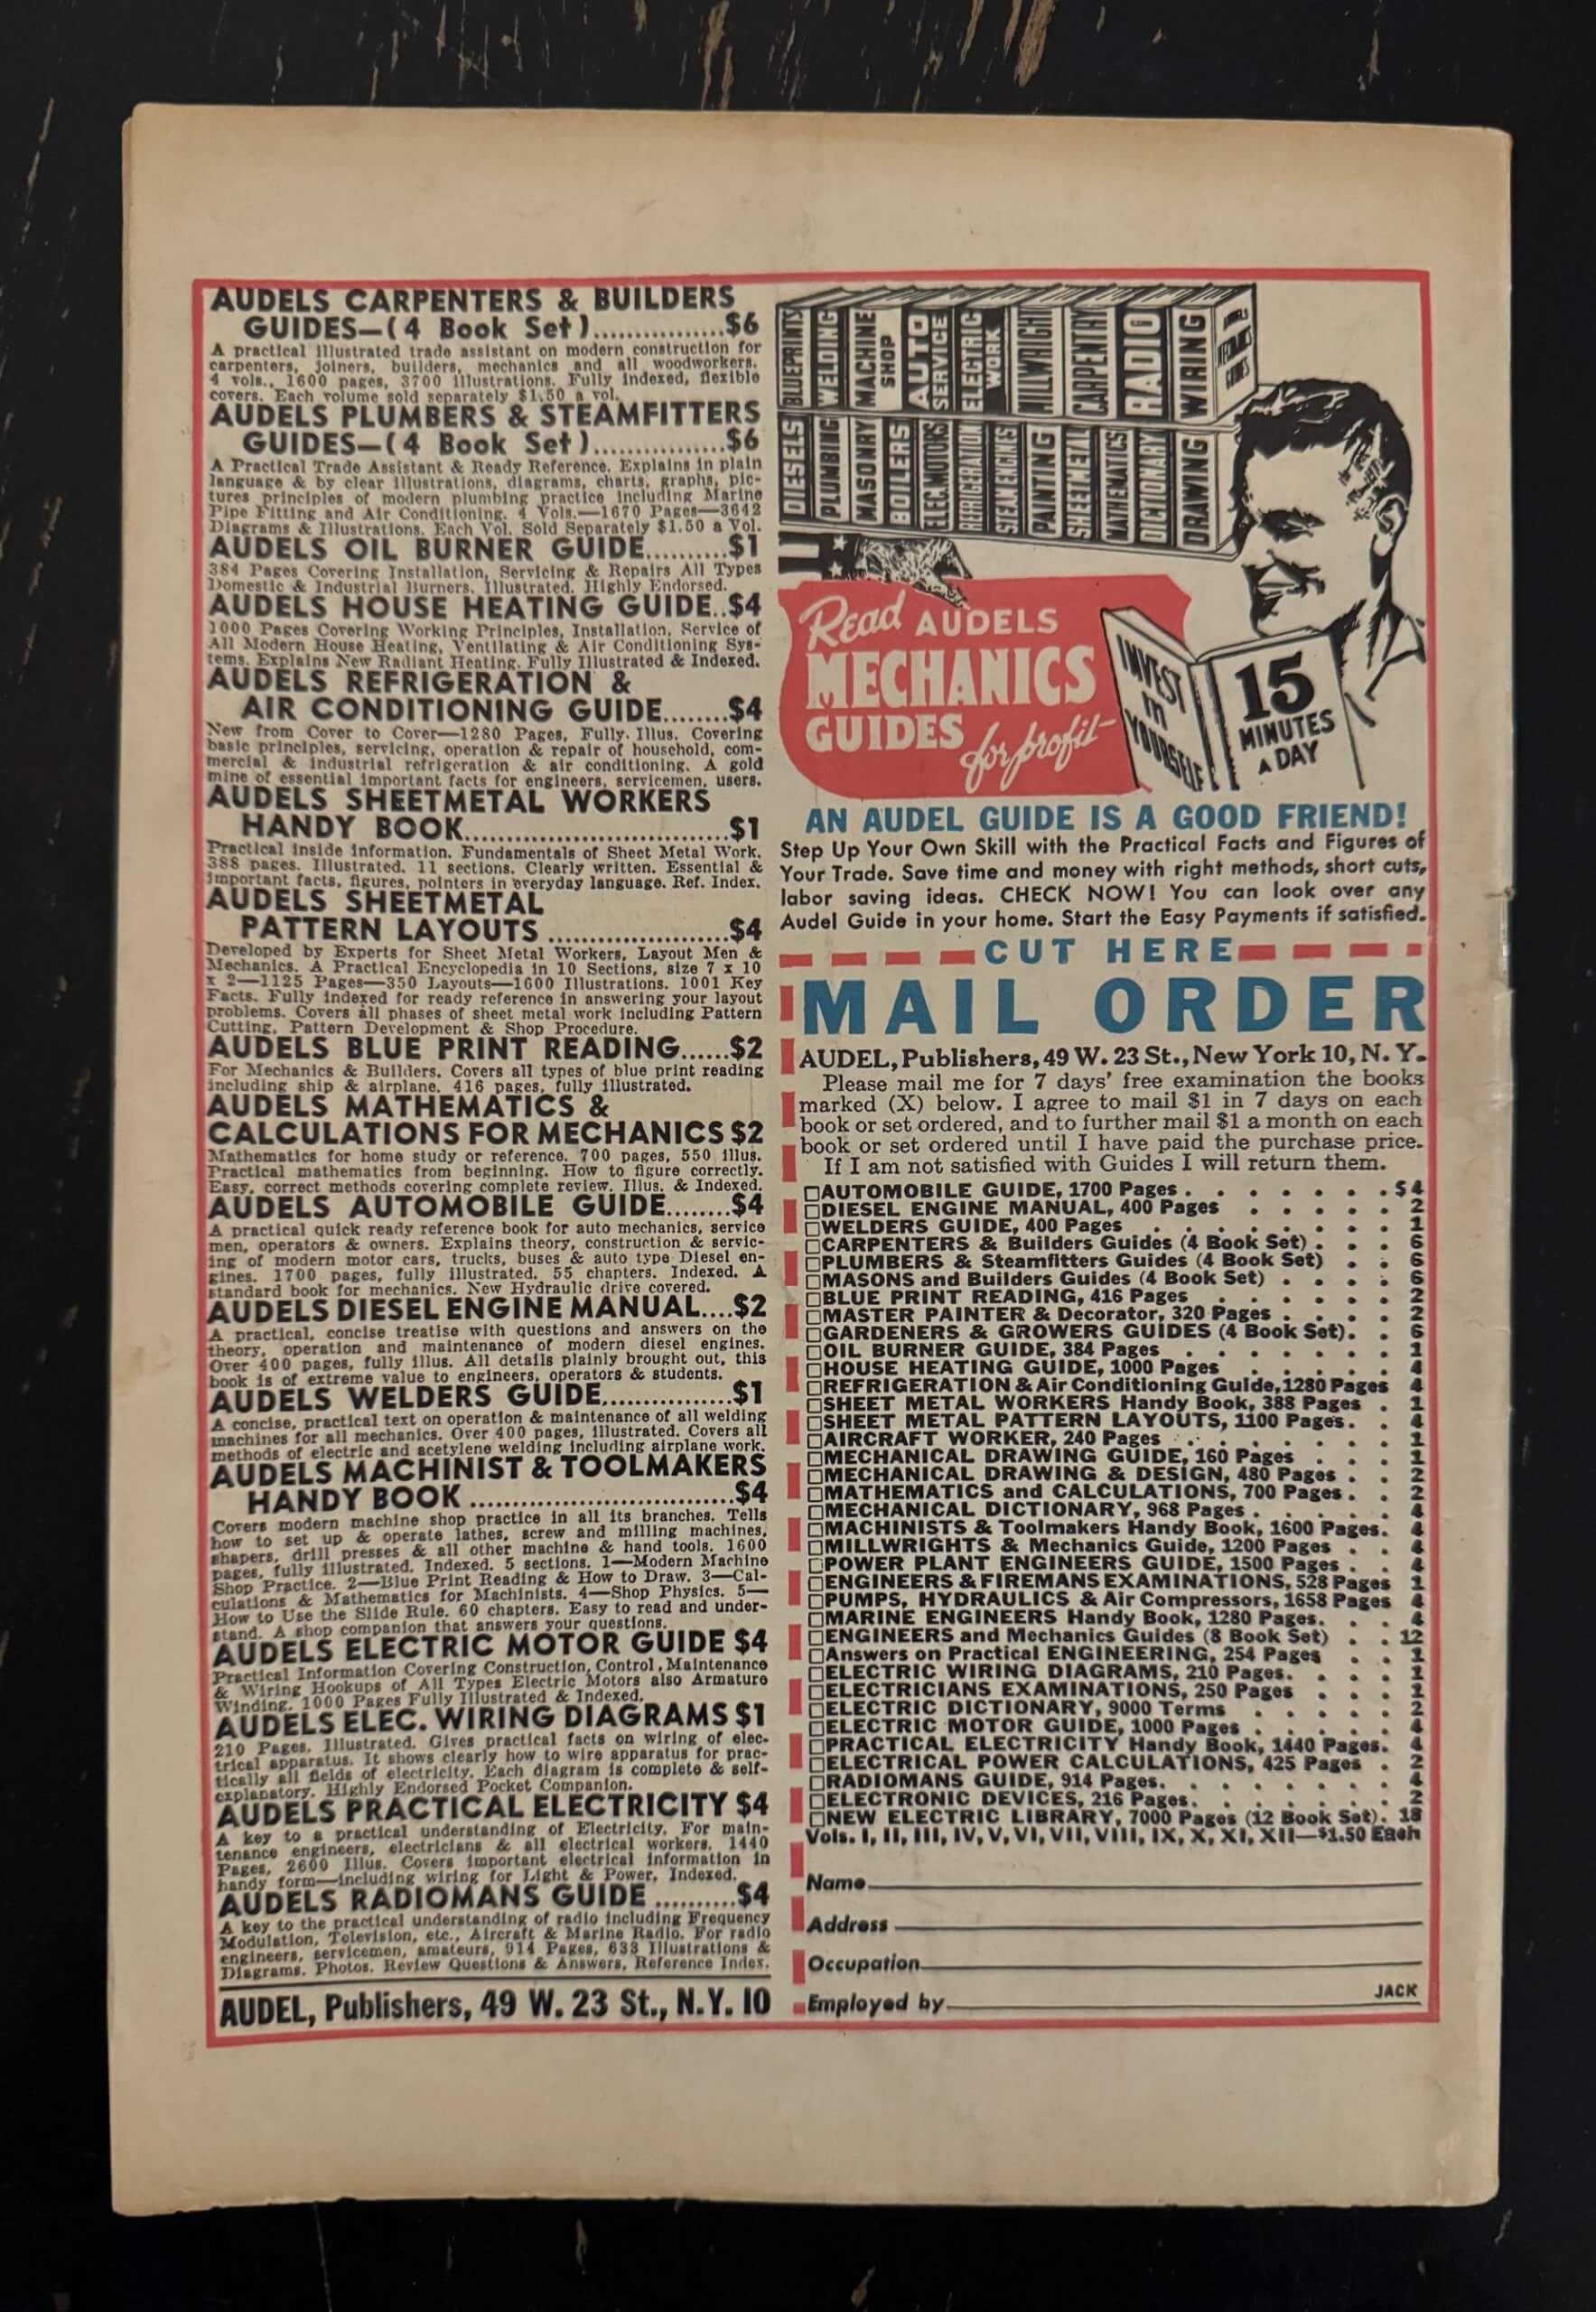 AUDELS CARPENTERS & BUILDERS
GUIDES—(4 Book Set)................$6
A practical illustrated trade assistant on modern construction for
carpenters, joiners, builders, mechanics and all woodworkers.
4 vols., 1600 pages, 3700 illustrations. Fully indexed, flexible
covers. Each volume sold separately $1.50 a vol.
AUDELS PLUMBERS & STEAMFITTERS
GUIDES—(4 Book Set)................$6
A Practical Trade Assistant & Ready Reference. Explains in plain
language & by clear illustrations, diagrams, charts, graphs, pic-
tures principles of modern plumbing practice including Marine
Pipe Fitting and Air Conditioning. 4 Vols.—1670 Pages—3642
Diagrams & Illustrations. Each Vol. Sold Separately $1.50 a Vol.
AUDELS OIL BURNER GUIDE..........$1
384 Pages Covering Installation, Servicing & Repairs All Types
Domestic & Industrial Burners. Illustrated. Highly Endorsed.
AUDELS HOUSE HEATING GUIDE..$4
1000 Pages Covering Working Principles, Installation, Service of
All Modern House Heating, Ventilating & Air Conditioning Sys-
tems. Explains New Radiant Heating. Fully Illustrated & Indexed.
AUDELS REFRIGERATION &
AIR CONDITIONING GUIDE........$4
New from Cover to Cover—1280 Pages, Fully. Illus. Covering
basic principles, servicing, operation & repair of household, com-
mercial & industrial refrigeration & air conditioning. A gold
mine of essential important facts for engineers, servicemen, users.
AUDELS SHEETMETAL WORKERS
HANDY BOOK...............................$1
Practical inside information. Fundamentals of Sheet Metal Work.
388 pages. Illustrated. 11 sections. Clearly written. Essential &
important facts, figures, pointers in everyday language. Ref. Index.
AUDELS SHEETMETAL
PATTERN LAYOUTS......................$4
Developed by Experts for Sheet Metal Workers, Layout Men &
Mechanics. A Practical Encyclopedia in 10 Sections, size 7 x 10
x 2—1125 Pages—350 Layouts—1600 Illustrations. 1001 Key
Facts. Fully indexed for ready reference in answering your layout
problems. Covers all phases of sheet metal work including Pattern
Cutting, Pattern Development & Shop Procedure.
AUDELS BLUE PRINT READING......$2
For Mechanics & Builders. Covers all types of blue print reading
including ship & airplane. 416 pages, fully illustrated.
AUDELS MATHEMATICS &
CALCULATIONS FOR MECHANICS $2
Mathematics for home study or reference. 700 pages, 550 illus.
Practical mathematics from beginning. How to figure correctly.
Easy, correct methods covering complete review. Illus. & Indexed.
AUDELS AUTOMOBILE GUIDE........$4
A practical quick ready reference book for auto mechanics, service
men, operators & owners. Explains theory, construction & servic-
ing of modern motor cars, trucks, buses & auto type Diesel en-
gines. 1700 pages, fully illustrated. 55 chapters. Indexed. A
standard book for mechanics. New Hydraulic drive covered.
AUDELS DIESEL ENGINE MANUAL....$2
A practical, concise treatise with questions and answers on the
theory, operation and maintenance of modern diesel engines.
Over 400 pages, fully illus. All details plainly brought out, this
book is of extreme value to engineers, operators & students.
AUDELS WELDERS GUIDE...............$1
A concise, practical text on operation & maintenance of all welding
machines for all mechanics. Over 400 pages, illustrated. Covers all
methods of electric and acetylene welding including airplane work.
AUDELS MACHINIST & TOOLMAKERS
HANDY BOOK...............................$4
Covers modern machine shop practice in all its branches. Tells
how to set up & operate lathes, screw and milling machines,
shapers, drill presses & all other machine & hand tools. 1600
pages, fully illustrated. Indexed. 5 sections. 1—Modern Machine
Shop Practice. 2—Blue Print Reading & How to Draw. 3—Cal-
culations & Mathematics for Machinists. 4—Shop Physics. 5—
How to Use the Slide Rule. 60 chapters. Easy to read and under-
stand. A shop companion that answers your questions.
AUDELS ELECTRIC MOTOR GUIDE $4
Practical Information Covering Construction, Control, Maintenance
& Wiring Hookups of All Types Electric Motors also Armature
Winding. 1000 Pages Fully Illustrated & Indexed.
AUDELS ELEC. WIRING DIAGRAMS $1
210 Pages. Illustrated. Gives practical facts on wiring of elec-
trical apparatus. It shows clearly how to wire apparatus for prac-
tically all fields of electricity. Each diagram is complete & self-
explanatory. Highly Endorsed Pocket Companion.
AUDELS PRACTICAL ELECTRICITY $4
A key to a practical understanding of Electricity. For main-
tenance engineers, electricians & all electrical workers. 1440
Pages, 2600 Illus. Covers important electrical information in
handy form—including wiring for Light & Power. Indexed.
AUDELS RADIOMANS GUIDE..........$4
A key to the practical understanding of radio including Frequency
Modulation, Television, etc., Aircraft & Marine Radio. For radio
engineers, servicemen, amateurs, 914 Pages, 633 Illustrations &
Diagrams. Photos. Review Questions & Answers, Reference Index.
AUDEL, Publishers, 49 W. 23 St., N.Y. 10
BLUEPRINTS
WELDING
MACHINE SHOP
AUTO SERVICE
ELECTRIC WORK
MILLWRIGHT
CARPENTRY
RADIO
WIRING
AUDELS MECHANICS GUIDES
DIESELS
PLUMBING
MASONRY
BOILERS
ELEC.MOTORS
REFRIGERATION
PAINTING
SHEETMETAL
MATHEMATICS
DICTIONARY
DRAWING
Read AUDELS
MECHANICS
GUIDES for profit
INVEST IN YOURSELF
15
MINUTES
A DAY
AN AUDEL GUIDE IS A GOOD FRIEND!
Step Up Your Own Skill with the Practical Facts and Figures of
Your Trade. Save time and money with right methods, short cuts,
labor saving ideas. CHECK NOW! You can look over any
Audel Guide in your home. Start the Easy Payments if satisfied.
CUT HERE
MAIL ORDER
AUDEL, Publishers, 49 W. 23 St., New York 10, N. Y.
Please mail me for 7 days' free examination the books
marked (X) below. I agree to mail $1 in 7 days on each
book or set ordered, and to further mail $1 a month on each
book or set ordered until I have paid the purchase price.
If I am not satisfied with Guides I will return them.
□AUTOMOBILE GUIDE, 1700 Pages . . . . . . . $4
□DIESEL ENGINE MANUAL, 400 Pages . . . . . 2
□WELDERS GUIDE, 400 Pages . . . . . . . . 1
□CARPENTERS & Builders Guides (4 Book Set) . . . 6
□PLUMBERS & Steamfitters Guides (4 Book Set) . . 6
□MASONS and Builders Guides (4 Book Set) . . . . 6
□BLUE PRINT READING, 416 Pages . . . . . . 2
□MASTER PAINTER & Decorator, 320 Pages . . . . 2
□GARDENERS & GROWERS GUIDES (4 Book Set). . 6
□OIL BURNER GUIDE, 384 Pages . . . . . . . 1
□HOUSE HEATING GUIDE, 1000 Pages . . . . . 4
□REFRIGERATION & Air Conditioning Guide,1280 Pages 4
□SHEET METAL WORKERS Handy Book, 388 Pages . 1
□SHEET METAL PATTERN LAYOUTS, 1100 Pages. . 4
□AIRCRAFT WORKER, 240 Pages . . . . . . . 1
□MECHANICAL DRAWING GUIDE, 160 Pages . . . 1
□MECHANICAL DRAWING & DESIGN, 480 Pages . . 2
□MATHEMATICS and CALCULATIONS, 700 Pages . . 2
□MECHANICAL DICTIONARY, 968 Pages . . . . . 4
□MACHINISTS & Toolmakers Handy Book, 1600 Pages. 4
□MILLWRIGHTS & Mechanics Guide, 1200 Pages . . 4
□POWER PLANT ENGINEERS GUIDE, 1500 Pages . . 4
□ENGINEERS & FIREMANS EXAMINATIONS, 528 Pages 1
□PUMPS, HYDRAULICS & Air Compressors, 1658 Pages 4
□MARINE ENGINEERS Handy Book, 1280 Pages. . . 4
□ENGINEERS and Mechanics Guides (8 Book Set) . . 12
□Answers on Practical ENGINEERING, 254 Pages . . 1
□ELECTRIC WIRING DIAGRAMS, 210 Pages. . . . 1
□ELECTRICIANS EXAMINATIONS, 250 Pages . . . 1
□ELECTRIC DICTIONARY, 9000 Terms . . . . . 2
□ELECTRIC MOTOR GUIDE, 1000 Pages . . . . . 4
□PRACTICAL ELECTRICITY Handy Book, 1440 Pages. 4
□ELECTRICAL POWER CALCULATIONS, 425 Pages . 2
□RADIOMANS GUIDE, 914 Pages. . . . . . . 4
□ELECTRONIC DEVICES, 216 Pages. . . . . . 2
□NEW ELECTRIC LIBRARY, 7000 Pages (12 Book Set). 18
Vols. I, II, III, IV, V, VI, VII, VIII, IX, X, XI, XII—$1.50 Each
Name
Address
Occupation
Employed by
JACK